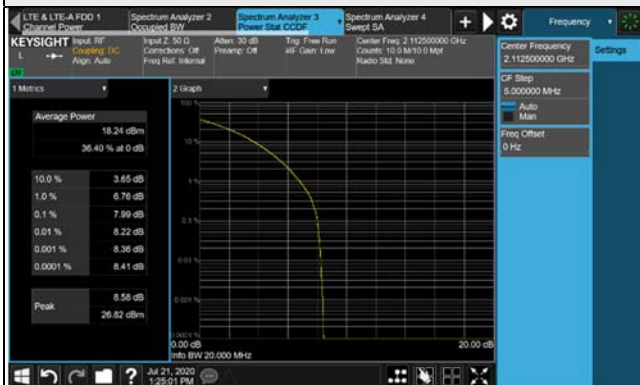 LTE & LTE-A FDD 1
Channel Power
Spectrum Analyzer 2
Occupied BW
Spectrum Analyzer 3
Power Stat CCDF
Spectrum Analyzer 4
Swept SA
+
Frequency
KEYSIGHT
L
Input: RF
Coupling: DC
Align: Auto
Input Z: 50 Ω
Corrections: Off
Freq Ref: Internal
Atten: 30 dB
Preamp: Off
Trig: Free Run
#IF Gain: Low
Center Freq: 2.112500000 GHz
Counts: 10.0 M/10.0 Mpt
Radio Std: None
1 Metrics
Average Power
18.24 dBm
36.40 % at 0 dB
10.0 % 3.65 dB
1.0 % 6.76 dB
0.1 % 7.99 dB
0.01 % 8.22 dB
0.001 % 8.36 dB
0.0001 % 8.41 dB
Peak 8.58 dB
26.82 dBm
2 Graph
100 %
10 %
1 %
0.1 %
0.01 %
0.001 %
0.0001 %
0.00 dB
20.00 dB
Info BW 20.000 MHz
Center Frequency
2.112500000 GHz
Settings
CF Step
5.000000 MHz
Auto
Man
Freq Offset
0 Hz
?
Jul 21, 2020
1:25:01 PM